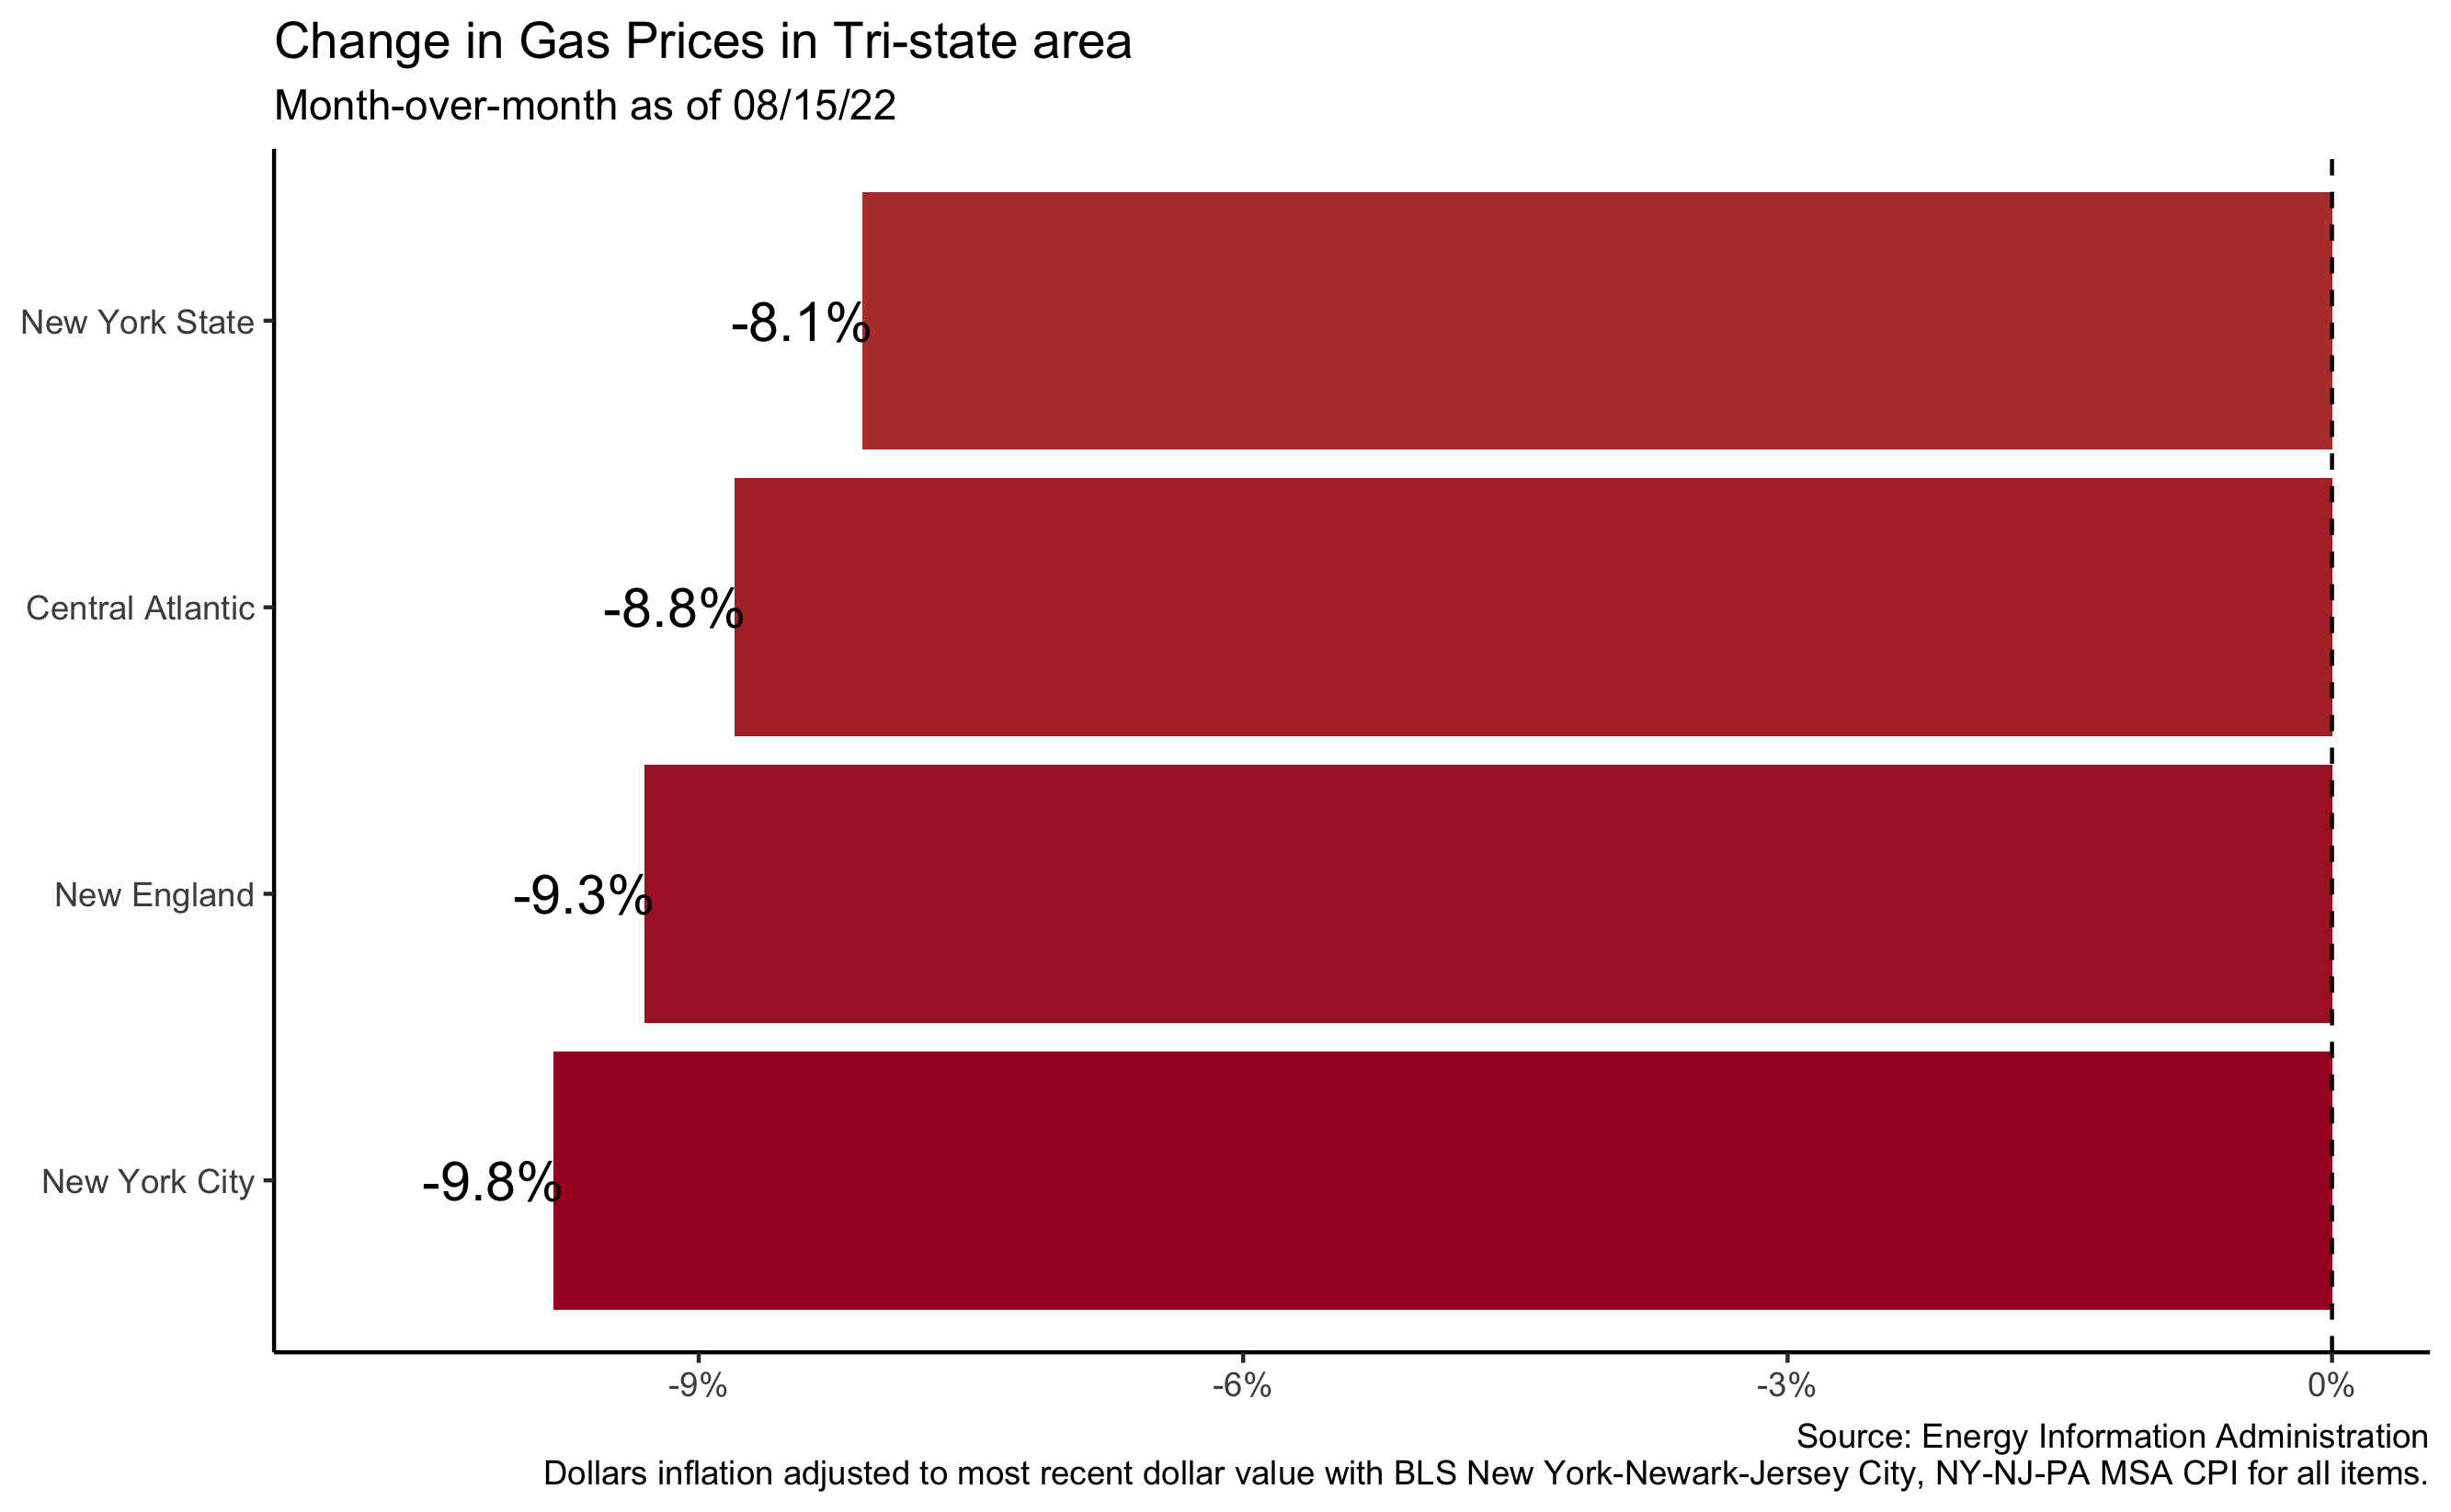 Change in Gas Prices in Tri-state area
Month-over-month as of 08/15/22
New York State
-8.1%
Central Atlantic
-8.8%
New England
-9.3%
New York City
-9.8%
-9%
-6%
-3%
0%
Source: Energy Information Administration
Dollars inflation adjusted to most recent dollar value with BLS New York-Newark-Jersey City, NY-NJ-PA MSA CPI for all items.